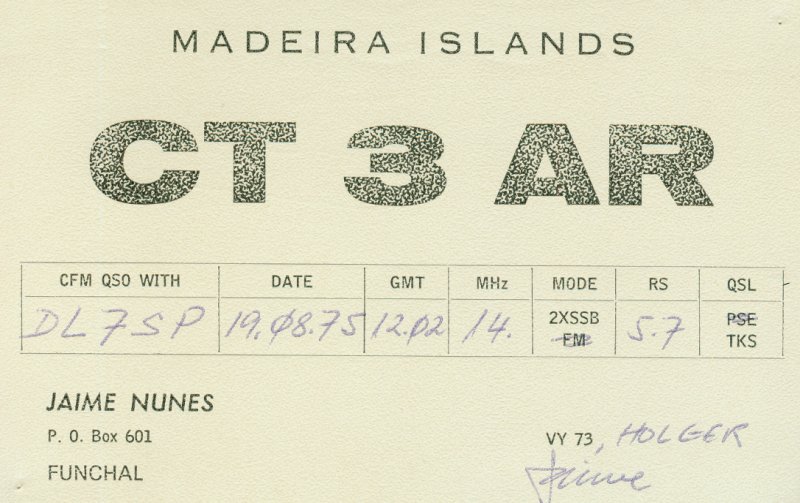 MADEIRA ISLANDS
CT 3 AR
CFM QSO WITH DATE GMT MHz MODE RS QSL
DL7SP 19.08.75 12.02 14. 2XSSB FM 5.7 PSE TKS
JAIME NUNES
P. O. Box 601
FUNCHAL
VY 73, HOLGER
Jaime